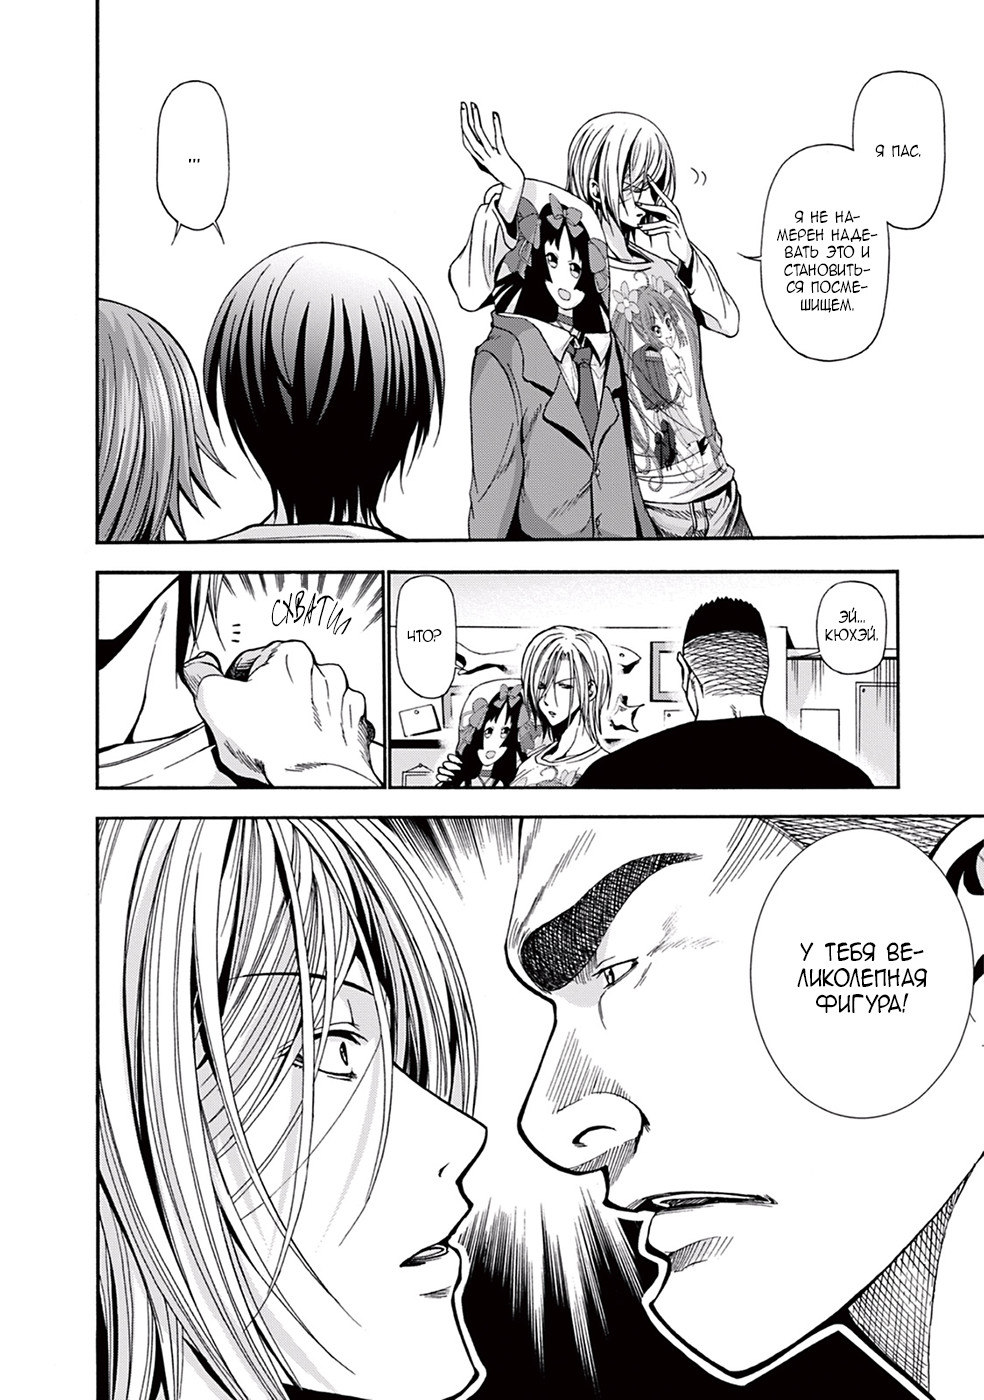 Я ПАС.
Я НЕ НА-
МЕРЕН НАДЕ-
ВАТЬ ЭТО И
СТАНОВИТЬ-
СЯ ПОСМЕ-
ШИЩЕМ.
,,,
ЭЙ...
КЮХЭЙ.
ЧТО?
СХВАТИЛ
У ТЕБЯ ВЕ-
ЛИКОЛЕПНАЯ
ФИГУРА!